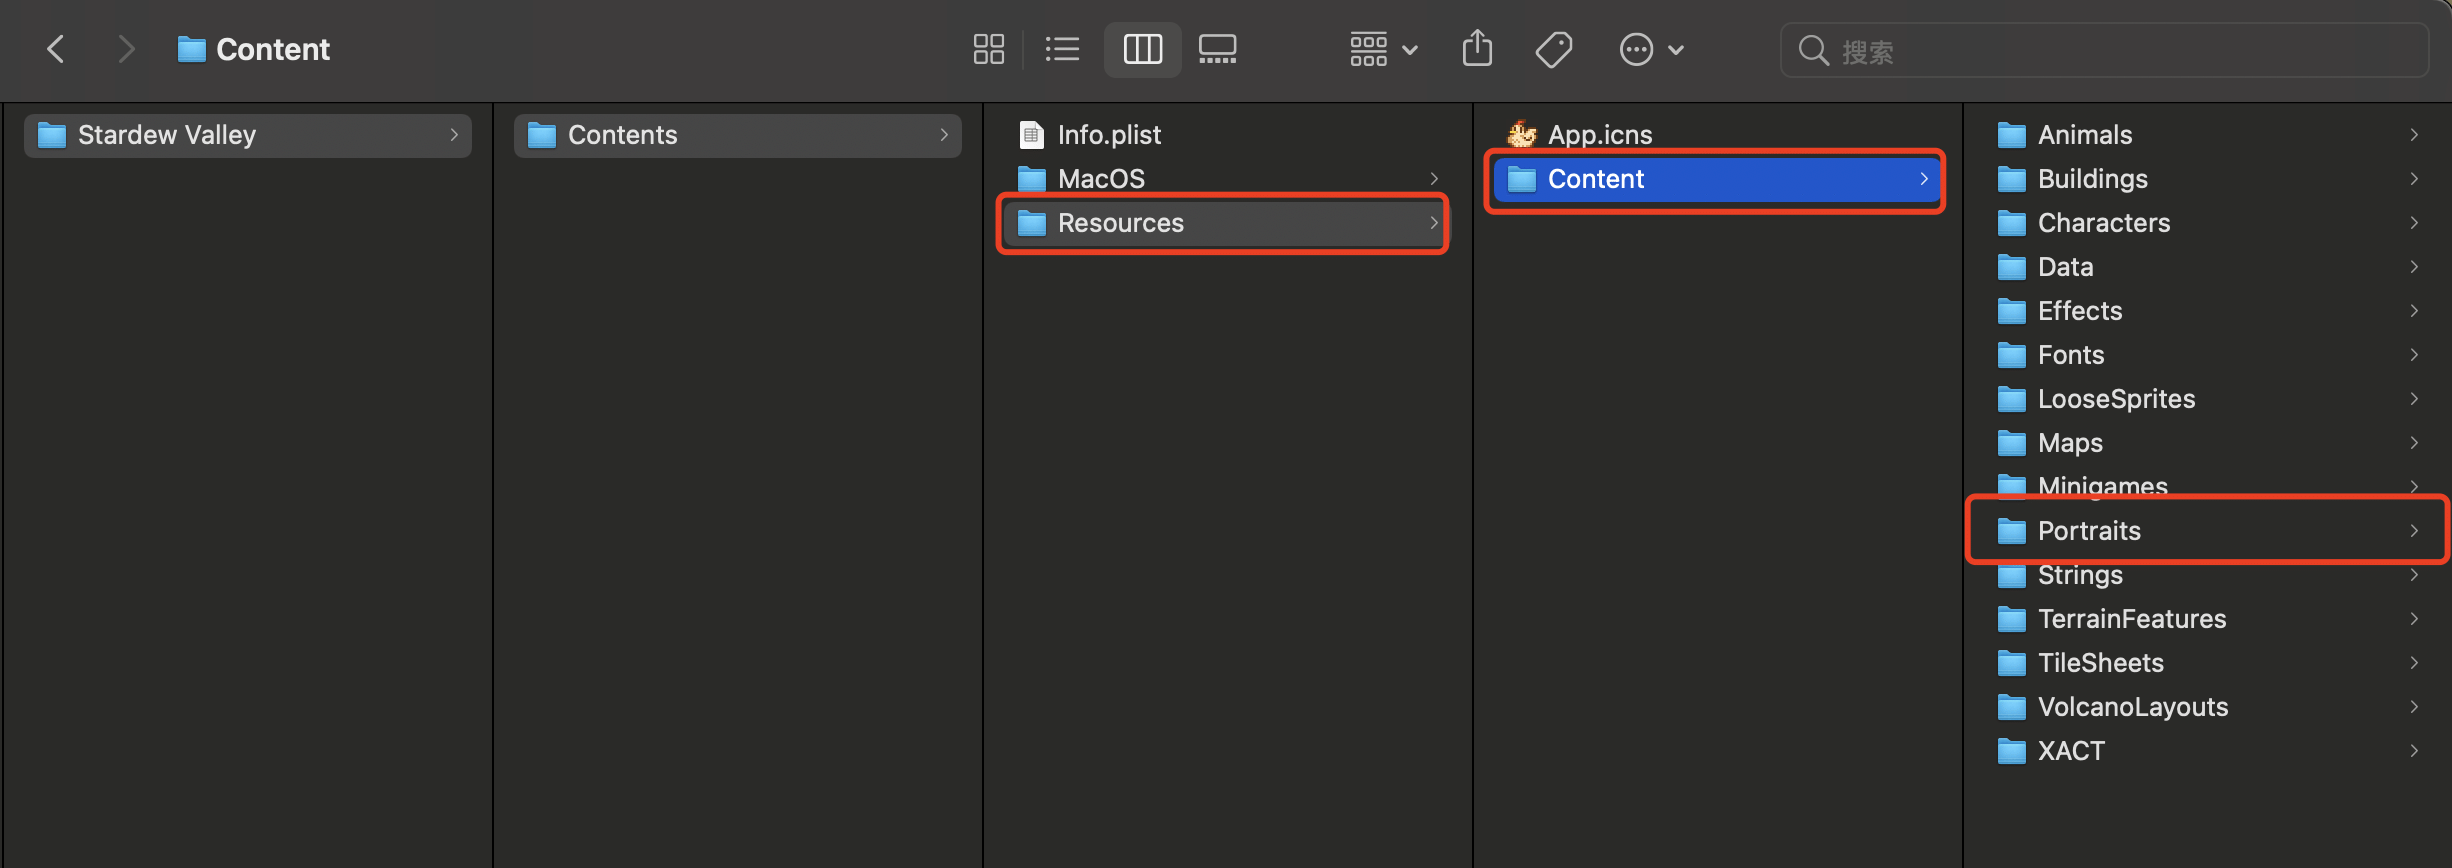 Content
搜索
Stardew Valley
Contents
Info.plist
MacOS
Resources
App.icns
Content
Animals
Buildings
Characters
Data
Effects
Fonts
LooseSprites
Maps
Minigames
Portraits
Strings
TerrainFeatures
TileSheets
VolcanoLayouts
XACT